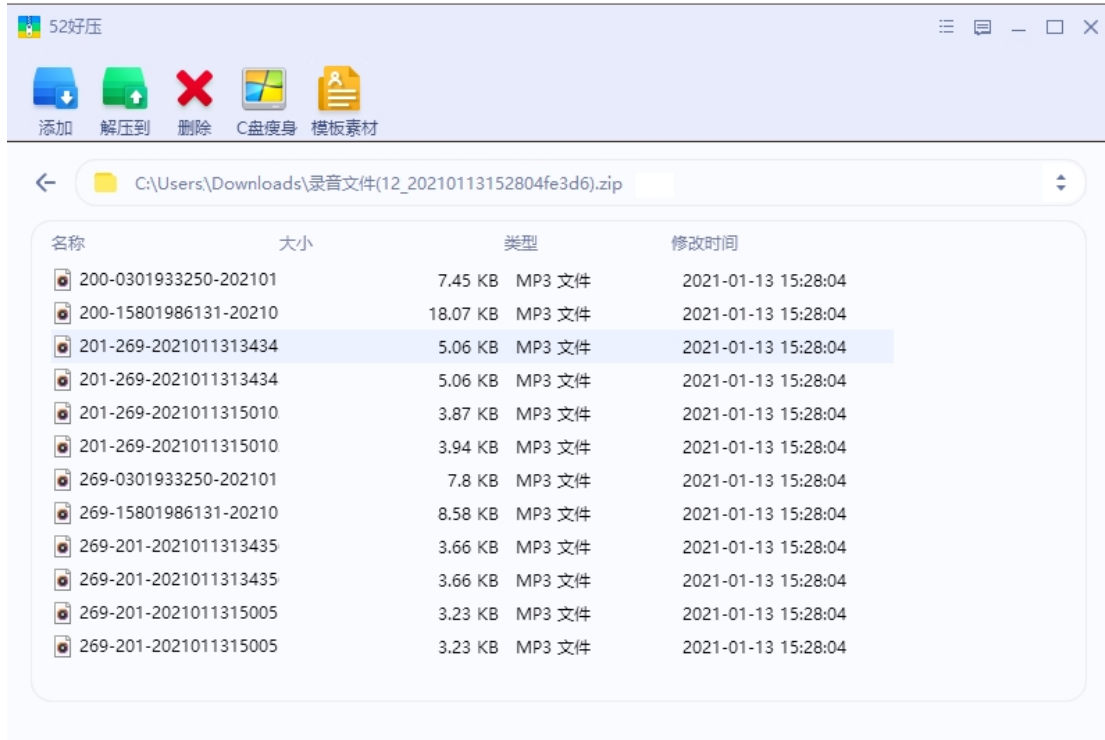 52好压
添加 解压到 删除 C盘瘦身 模板素材
C:\Users\Downloads\录音文件(12_20210113152804fe3d6).zip
名称 大小 类型 修改时间
200-0301933250-202101 7.45 KB MP3 文件 2021-01-13 15:28:04
200-15801986131-20210 18.07 KB MP3 文件 2021-01-13 15:28:04
201-269-2021011313434 5.06 KB MP3 文件 2021-01-13 15:28:04
201-269-2021011313434 5.06 KB MP3 文件 2021-01-13 15:28:04
201-269-2021011315010 3.87 KB MP3 文件 2021-01-13 15:28:04
201-269-2021011315010 3.94 KB MP3 文件 2021-01-13 15:28:04
269-0301933250-202101 7.8 KB MP3 文件 2021-01-13 15:28:04
269-15801986131-20210 8.58 KB MP3 文件 2021-01-13 15:28:04
269-201-2021011313435 3.66 KB MP3 文件 2021-01-13 15:28:04
269-201-2021011313435 3.66 KB MP3 文件 2021-01-13 15:28:04
269-201-2021011315005 3.23 KB MP3 文件 2021-01-13 15:28:04
269-201-2021011315005 3.23 KB MP3 文件 2021-01-13 15:28:04